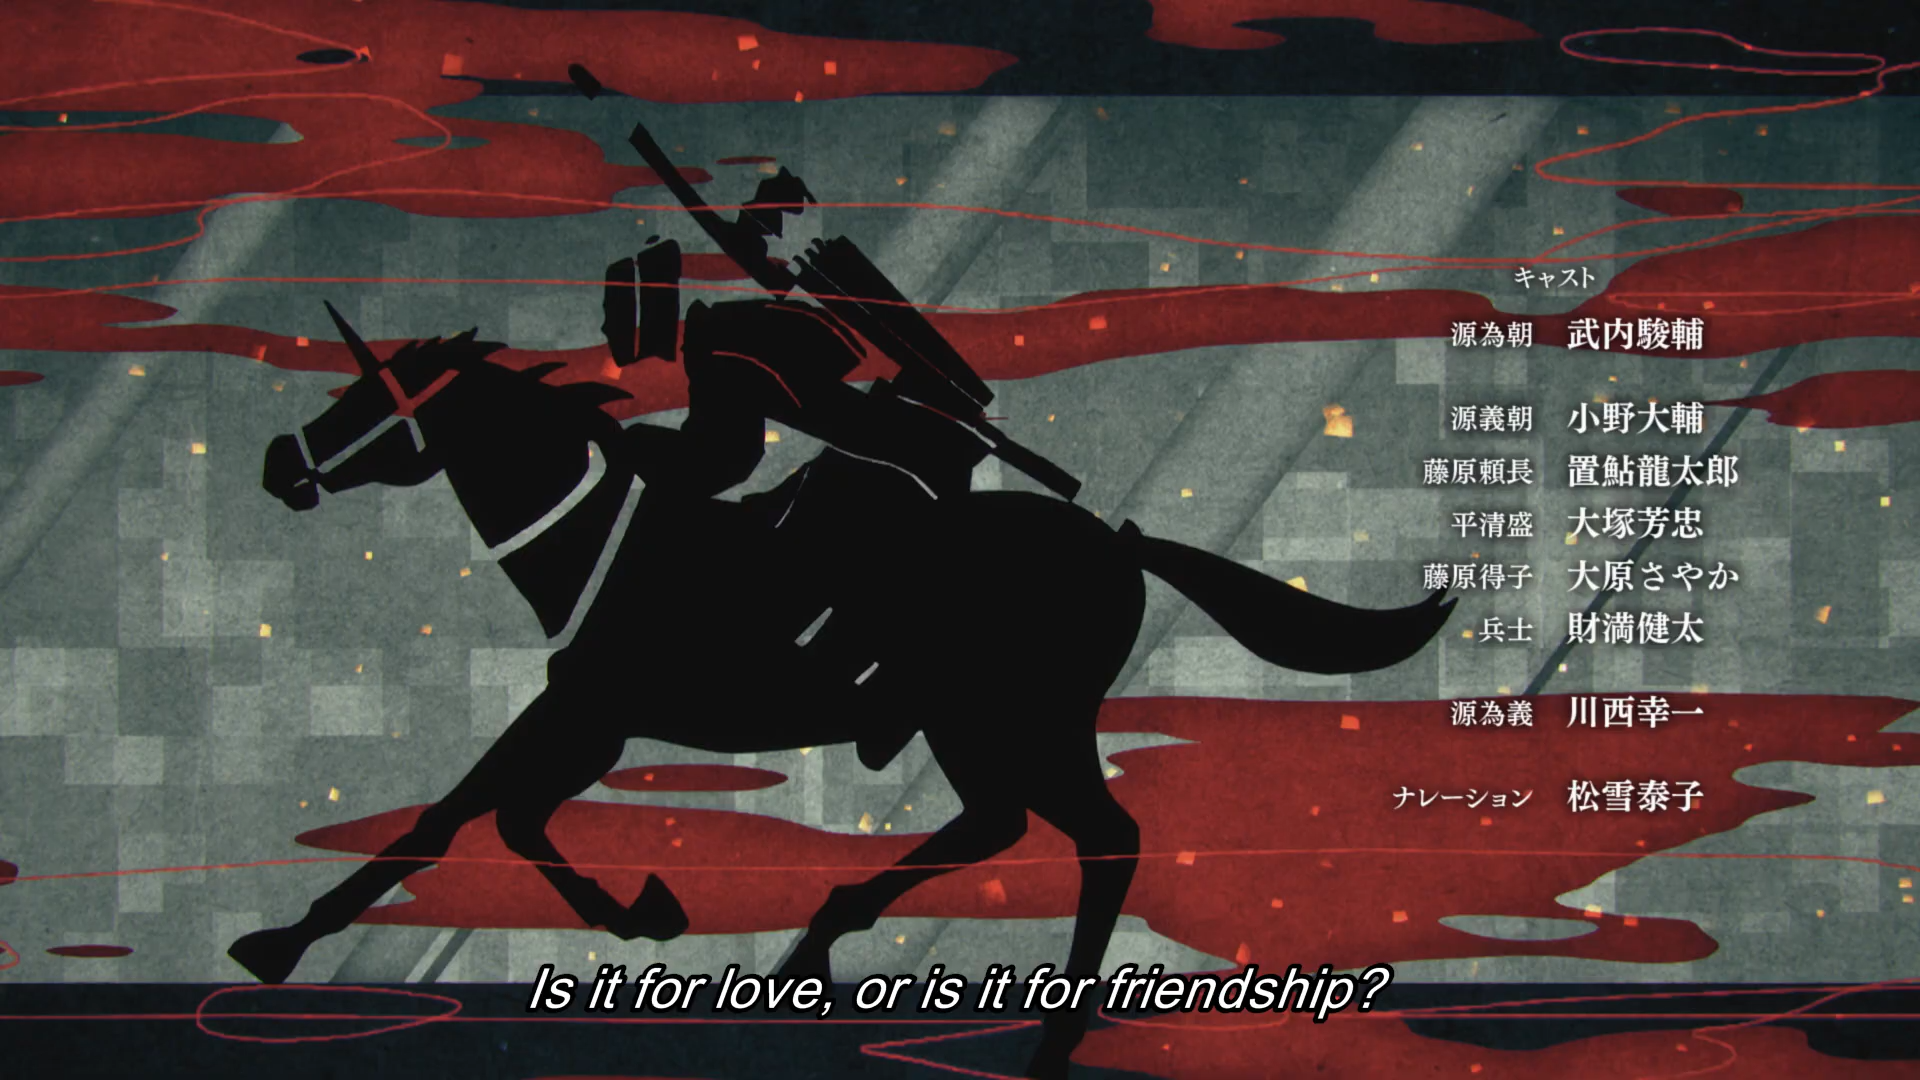 キャスト
源為朝 武内駿輔
源義朝 小野大輔
藤原頼長 置鮎龍太郎
平清盛 大塚芳忠
藤原得子 大原さやか
兵士 財満健太
源為義 川西幸一
ナレーション 松雪泰子
Is it for love, or is it for friendship?